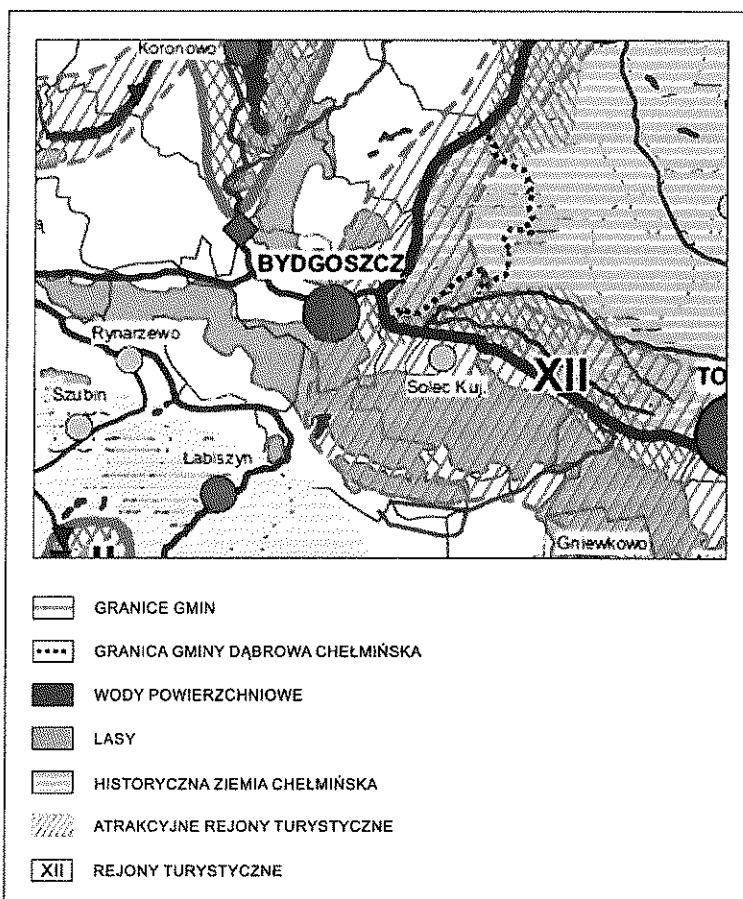 Koronowo
BYDGOSZCZ
Rynarzewo
Solec Kuj.
XII
TO
Szubin
Łabiszyn
Gniewkowo
GRANICE GMIN
GRANICA GMINY DĄBROWA CHEŁMIŃSKA
WODY POWIERZCHNIOWE
LASY
HISTORYCZNA ZIEMIA CHEŁMIŃSKA
ATRAKCYJNE REJONY TURYSTYCZNE
XII REJONY TURYSTYCZNE